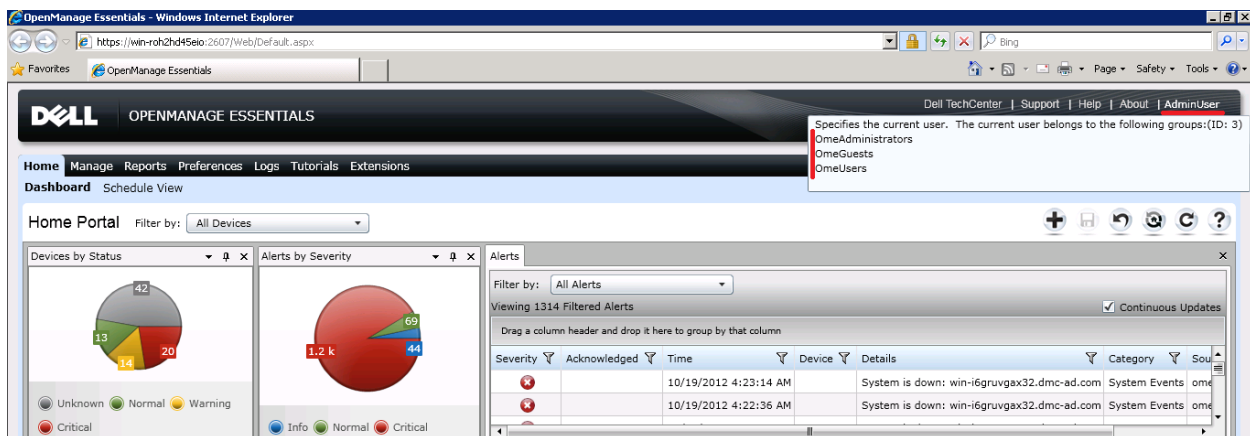 OpenManage Essentials - Windows Internet Explorer
https://win-roh2hd45eio:2607/Web/Default.aspx
Bing
Favorites
OpenManage Essentials
Page
Safety
Tools
DELL
OPENMANAGE ESSENTIALS
Dell TechCenter | Support | Help | About | AdminUser
Specifies the current user. The current user belongs to the following groups:(ID: 3)
OmeAdministrators
OmeGuests
OmeUsers
Home Manage Reports Preferences Logs Tutorials Extensions
Dashboard Schedule View
Home Portal
Filter by: All Devices
Devices by Status
42
13
14
20
Unknown Normal Warning
Critical
Alerts by Severity
69
1.2 k
44
Info Normal Critical
Alerts
Filter by: All Alerts
Viewing 1314 Filtered Alerts
Continuous Updates
Drag a column header and drop it here to group by that column
Severity Acknowledged Time Device Details Category Sou
10/19/2012 4:23:14 AM System is down: win-i6gruvgax32.dmc-ad.com System Events ome
10/19/2012 4:22:36 AM System is down: win-i6gruvgax32.dmc-ad.com System Events ome